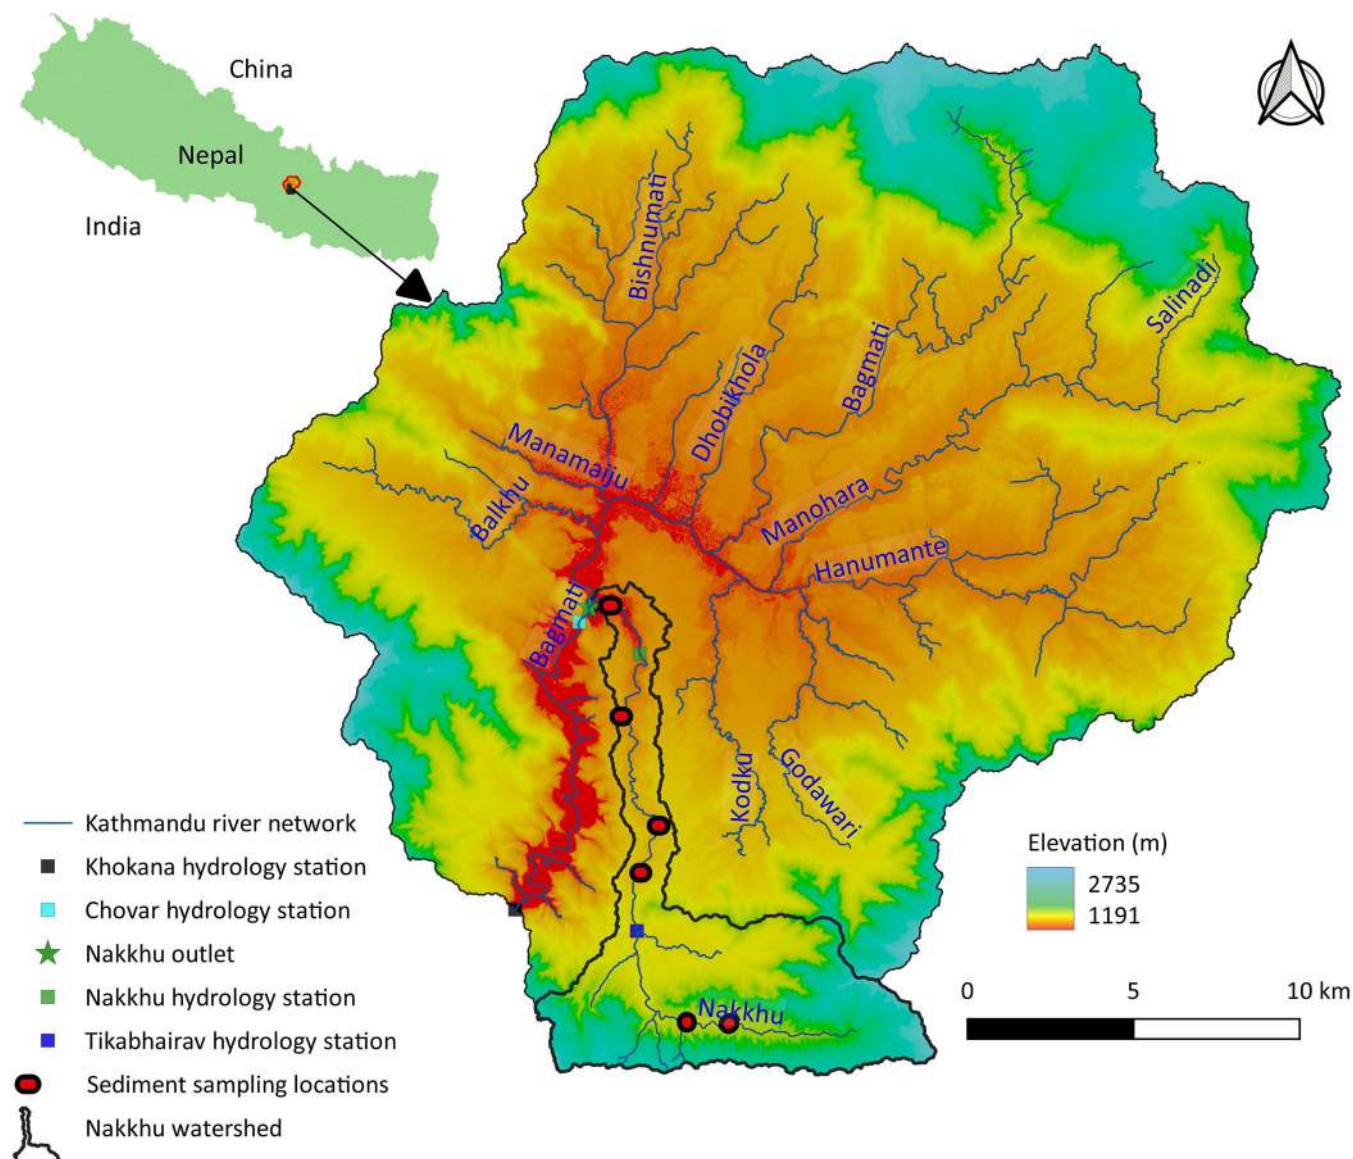 China
Nepal
India
Bishnumati
Salinadi
Dhobikhola
Bagmati
Manamaiju
Balkhu
Manohara
Hanumante
Bagmati
Kodku
Godawari
Nakkhu
Kathmandu river network
Khokana hydrology station
Chovar hydrology station
Nakkhu outlet
Nakkhu hydrology station
Tikabhairav hydrology station
Sediment sampling locations
Nakkhu watershed
Elevation (m)
2735
1191
0 5 10 km